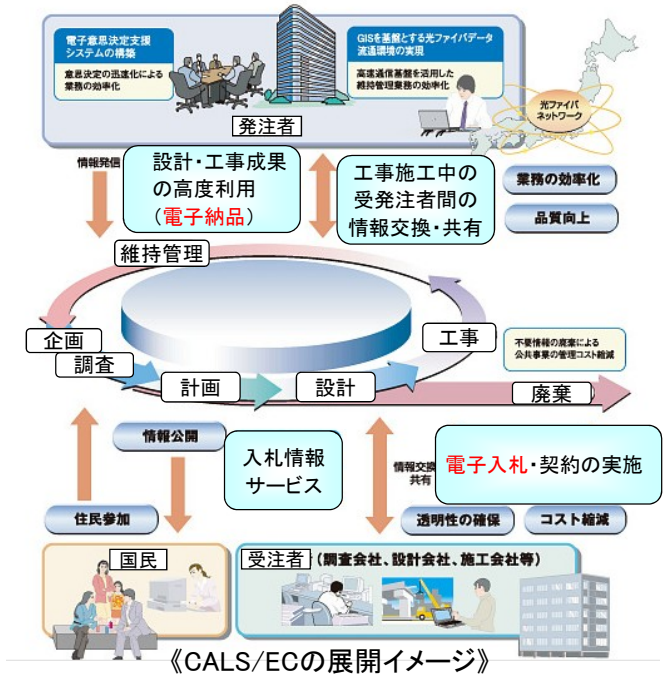 電子意思決定支援
システムの構築
意思決定の迅速化による
業務の効率化
GISを基盤とする光ファイバデータ
流通環境の実現
高速通信基盤を活用した
維持管理業務の効率化
光ファイバ
ネットワーク
発注者
情報発信
設計・工事成果
の高度利用
（電子納品）
工事施工中の
受発注者間の
情報交換・共有
業務の効率化
品質向上
維持管理
企画
調査
計画
設計
工事
不要情報の廃棄による
公共事業の管理コスト縮減
廃棄
情報公開
入札情報
サービス
情報交換
共有
電子入札・契約の実施
住民参加
透明性の確保
コスト縮減
国民
受注者
（調査会社、設計会社、施工会社等）
《CALS/ECの展開イメージ》